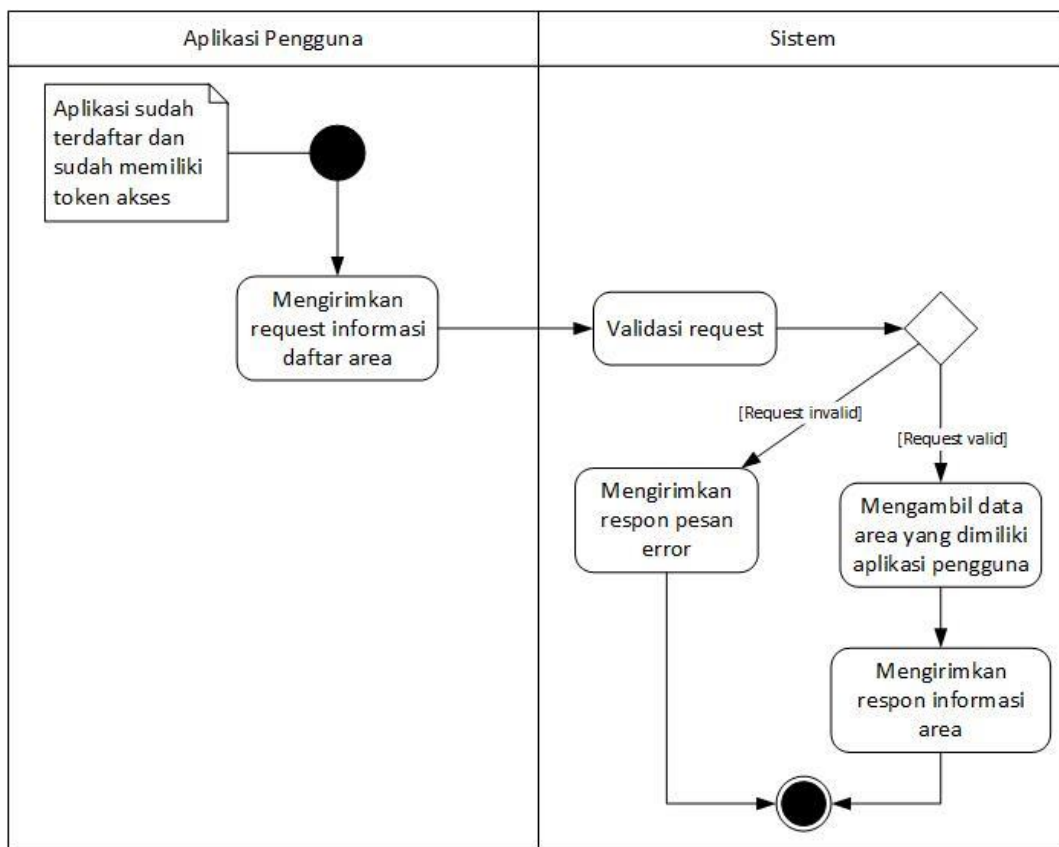 Aplikasi Pengguna
Sistem
Aplikasi sudah
terdaftar dan
sudah memiliki
token akses
Mengirimkan
request informasi
daftar area
Validasi request
[Request invalid]
[Request valid]
Mengirimkan
respon pesan
error
Mengambil data
area yang dimiliki
aplikasi pengguna
Mengirimkan
respon informasi
area